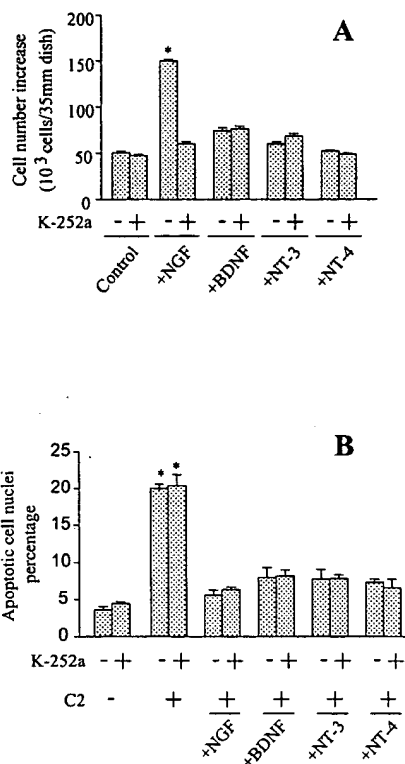 A
Cell number increase
(10³ cells/35mm dish)
200
150
100
50
0
K-252a - + - + - + - + - +
Control +NGF +BDNF +NT-3 +NT-4
*
B
Apoptotic cell nuclei
percentage
25
20
15
10
5
0
* *
K-252a - + - + - + - + - + - +
C2 - + + + + +
+NGF +BDNF +NT-3 +NT-4